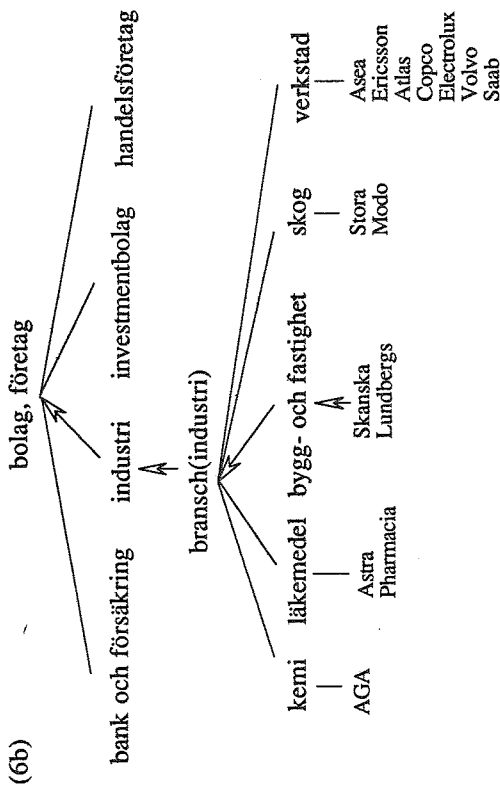 (6b)
bolag, företag
bank och försäkring industri investmentbolag handelsföretag
bransch(industri)
kemi läkemedel bygg- och fastighet skog verkstad
AGA
Astra
Pharmacia
Skanska
Lundbergs
Stora
Modo
Asea
Ericsson
Atlas
Copco
Electrolux
Volvo
Saab